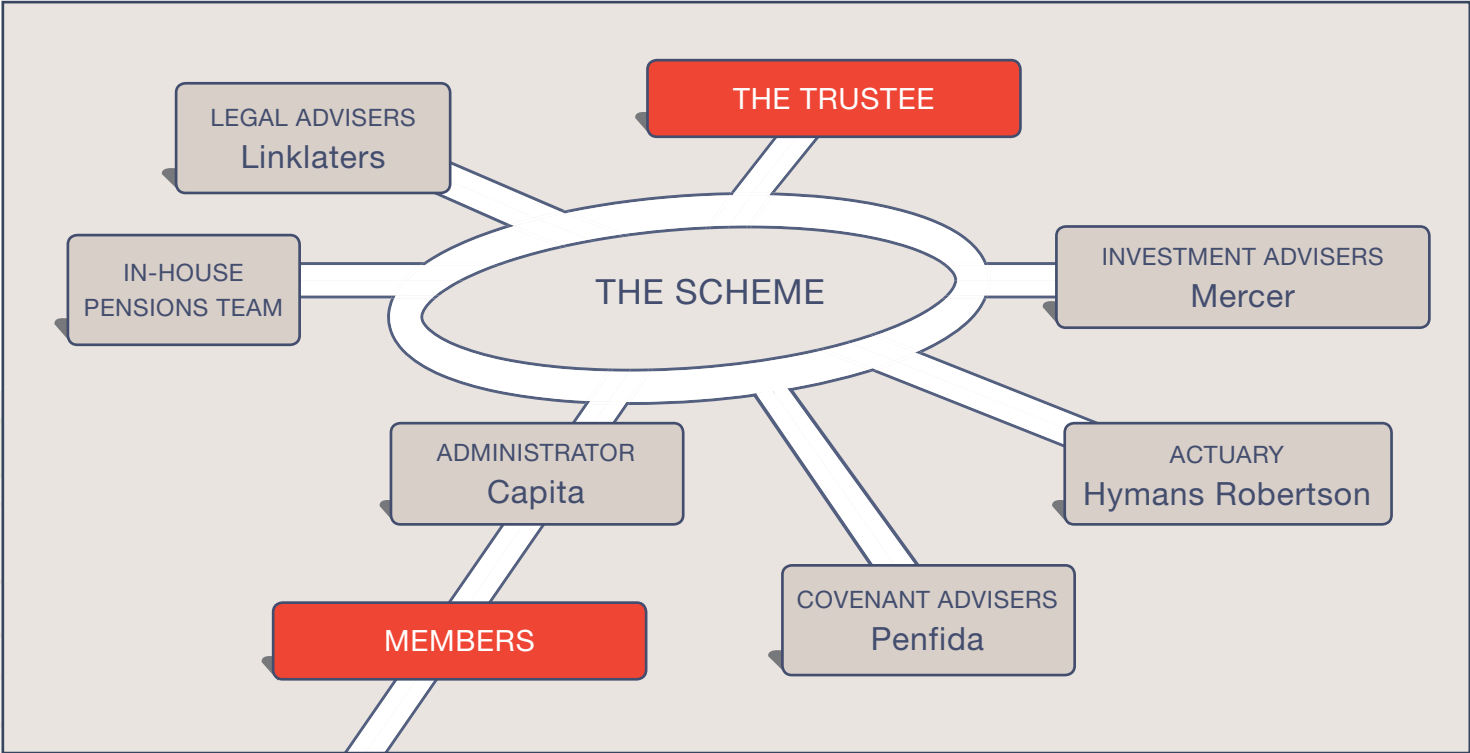 THE TRUSTEE
LEGAL ADVISERS
Linklaters
IN-HOUSE
PENSIONS TEAM
THE SCHEME
INVESTMENT ADVISERS
Mercer
ADMINISTRATOR
Capita
ACTUARY
Hymans Robertson
COVENANT ADVISERS
Penfida
MEMBERS